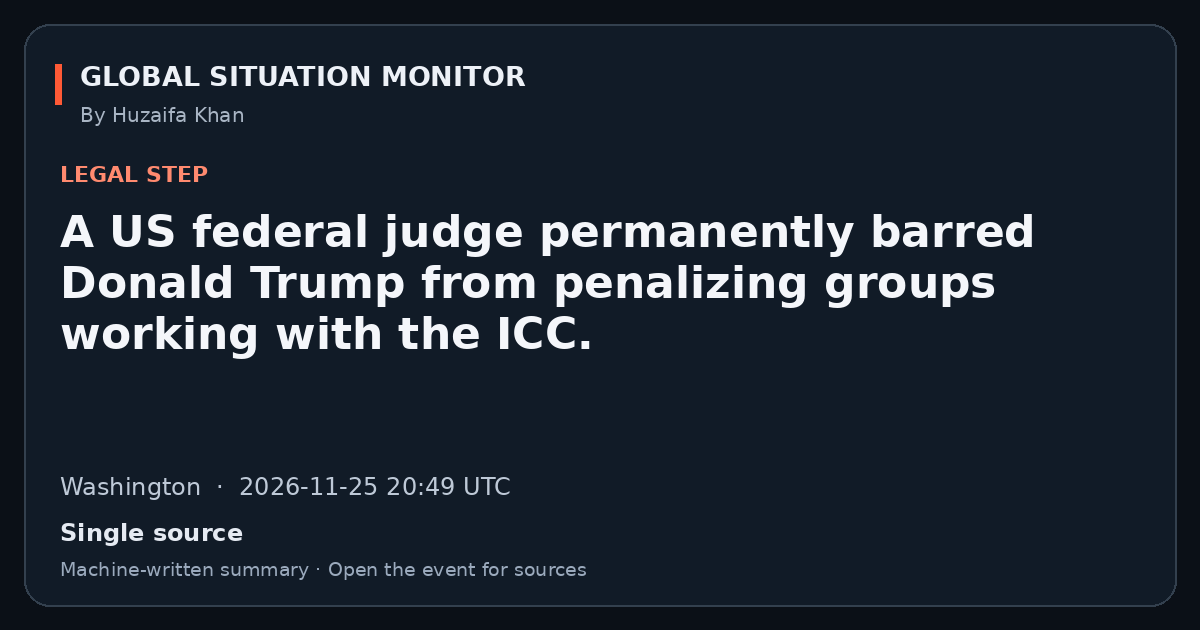 GLOBAL SITUATION MONITOR
By Huzaifa Khan
LEGAL STEP
A US federal judge permanently barred
Donald Trump from penalizing groups
working with the ICC.
Washington · 2026-11-25 20:49 UTC
Single source
Machine-written summary · Open the event for sources